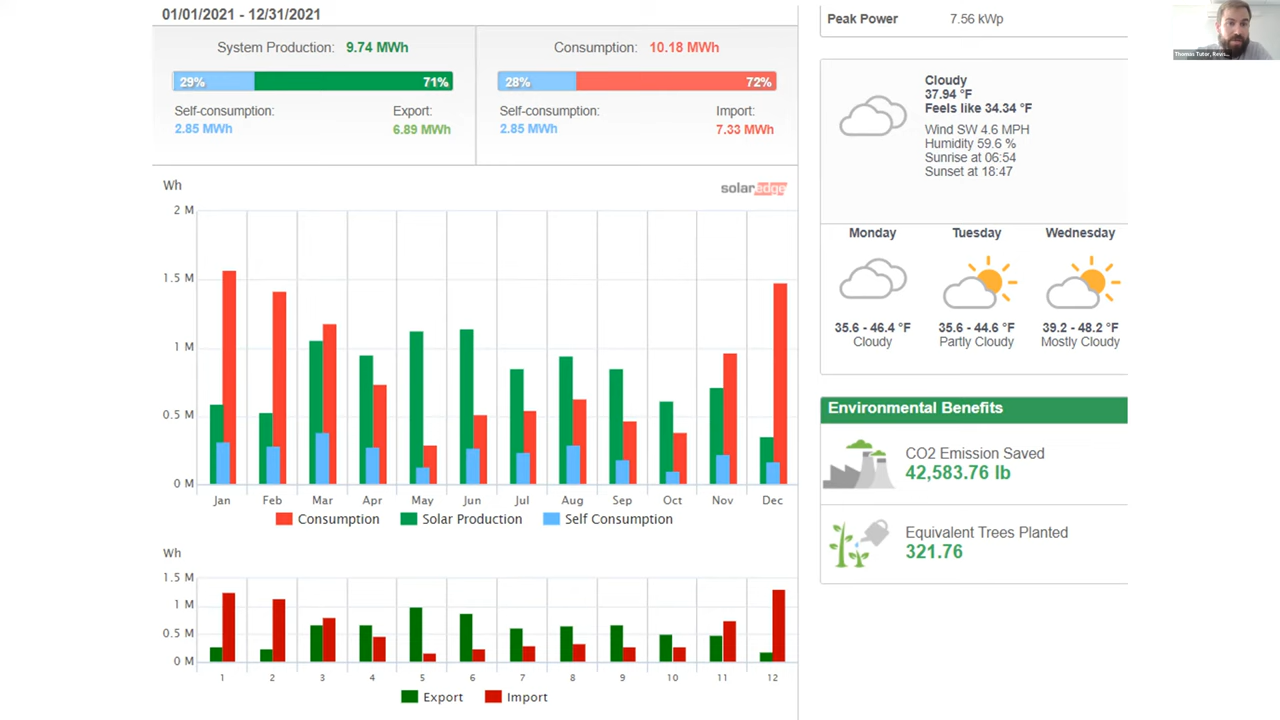 01/01/2021 - 12/31/2021
System Production: 9.74 MWh
29% 71%
Self-consumption: Export:
2.85 MWh 6.89 MWh
Consumption: 10.18 MWh
28% 72%
Self-consumption: Import:
2.85 MWh 7.33 MWh
Wh
solaredge
2 M
1.5 M
1 M
0.5 M
0 M
Jan Feb Mar Apr May Jun Jul Aug Sep Oct Nov Dec
Consumption Solar Production Self Consumption
Wh
1.5 M
1 M
0.5 M
0 M
1 2 3 4 5 6 7 8 9 10 11 12
Export Import
Peak Power 7.56 kWp
Cloudy
37.94 °F
Feels like 34.34 °F
Wind SW 4.6 MPH
Humidity 59.6 %
Sunrise at 06:54
Sunset at 18:47
Monday Tuesday Wednesday
35.6 - 46.4 °F 35.6 - 44.6 °F 39.2 - 48.2 °F
Cloudy Partly Cloudy Mostly Cloudy
Environmental Benefits
CO2 Emission Saved
42,583.76 lb
Equivalent Trees Planted
321.76
Thomas Tutor,